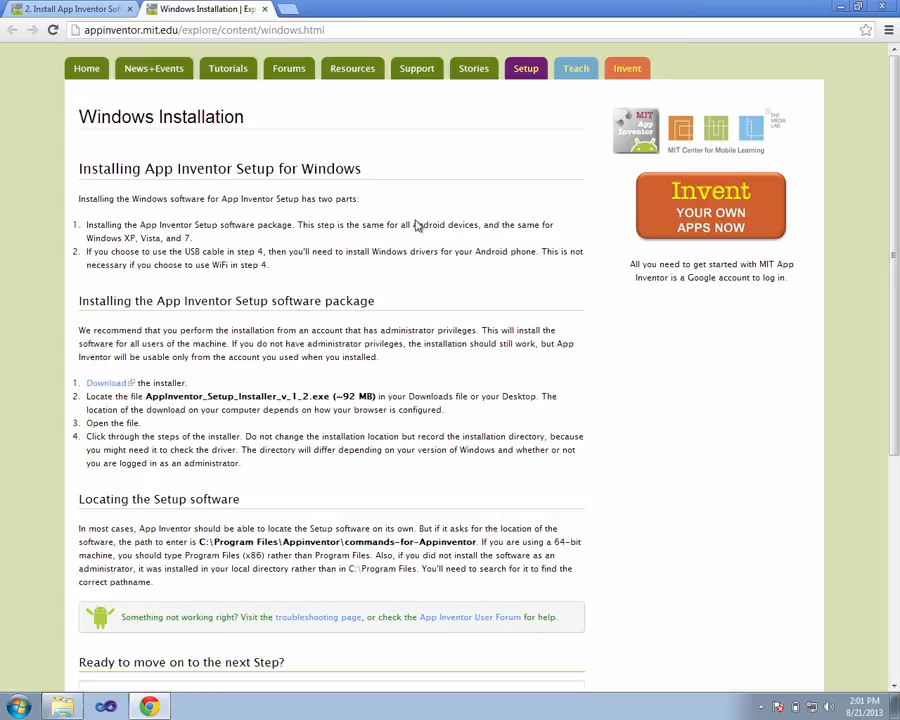 2. Install App Inventor Soft
Windows Installation | Exp
appinventor.mit.edu/explore/content/windows.html
Home News+Events Tutorials Forums Resources Support Stories Setup Teach Invent
Windows Installation
Installing App Inventor Setup for Windows
Installing the Windows software for App Inventor Setup has two parts:
1. Installing the App Inventor Setup software package. This step is the same for all Android devices, and the same for
Windows XP, Vista, and 7.
2. If you choose to use the USB cable in step 4, then you'll need to install Windows drivers for your Android phone. This is not
necessary if you choose to use WiFi in step 4.
Installing the App Inventor Setup software package
We recommend that you perform the installation from an account that has administrator privileges. This will install the
software for all users of the machine. If you do not have administrator privileges, the installation should still work, but App
Inventor will be usable only from the account you used when you installed.
1. Download the installer.
2. Locate the file AppInventor_Setup_Installer_v_1_2.exe (~92 MB) in your Downloads file or your Desktop. The
location of the download on your computer depends on how your browser is configured.
3. Open the file.
4. Click through the steps of the installer. Do not change the installation location but record the installation directory, because
you might need it to check the driver. The directory will differ depending on your version of Windows and whether or not
you are logged in as an administrator.
Locating the Setup software
In most cases, App Inventor should be able to locate the Setup software on its own. But if it asks for the location of the
software, the path to enter is C:\Program Files\Appinventor\commands-for-Appinventor. If you are using a 64-bit
machine, you should type Program Files (x86) rather than Program Files. Also, if you did not install the software as an
administrator, it was installed in your local directory rather than in C:\Program Files. You'll need to search for it to find the
correct pathname.
Something not working right? Visit the troubleshooting page, or check the App Inventor User Forum for help.
Ready to move on to the next Step?
MIT
App
Inventor
THE
MEDIA
LAB
MIT Center for Mobile Learning
Invent
YOUR OWN
APPS NOW
All you need to get started with MIT App
Inventor is a Google account to log in.
2:01 PM
8/21/2013